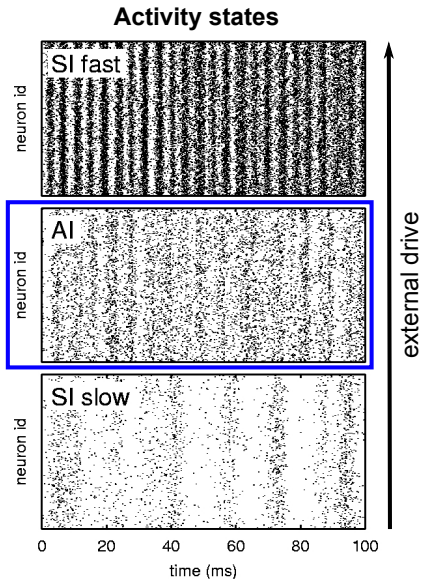 Activity states
SI fast
neuron id
AI
neuron id
external drive
SI slow
neuron id
0 20 40 60 80 100
time (ms)